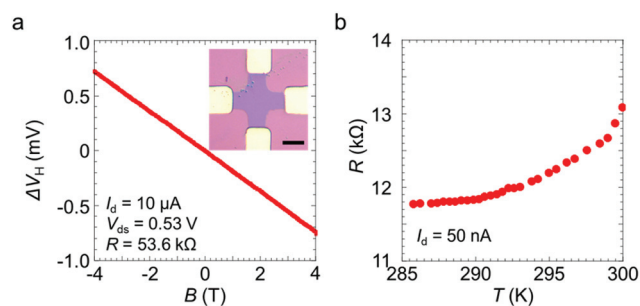 a
ΔV_H (mV)
1.0
0.5
0
-0.5
-1.0
I_d = 10 μA
V_ds = 0.53 V
R = 53.6 kΩ
-4 -2 0 2 4
B (T)
b
R (kΩ)
14
13
12
11
I_d = 50 nA
285 290 295 300
T (K)